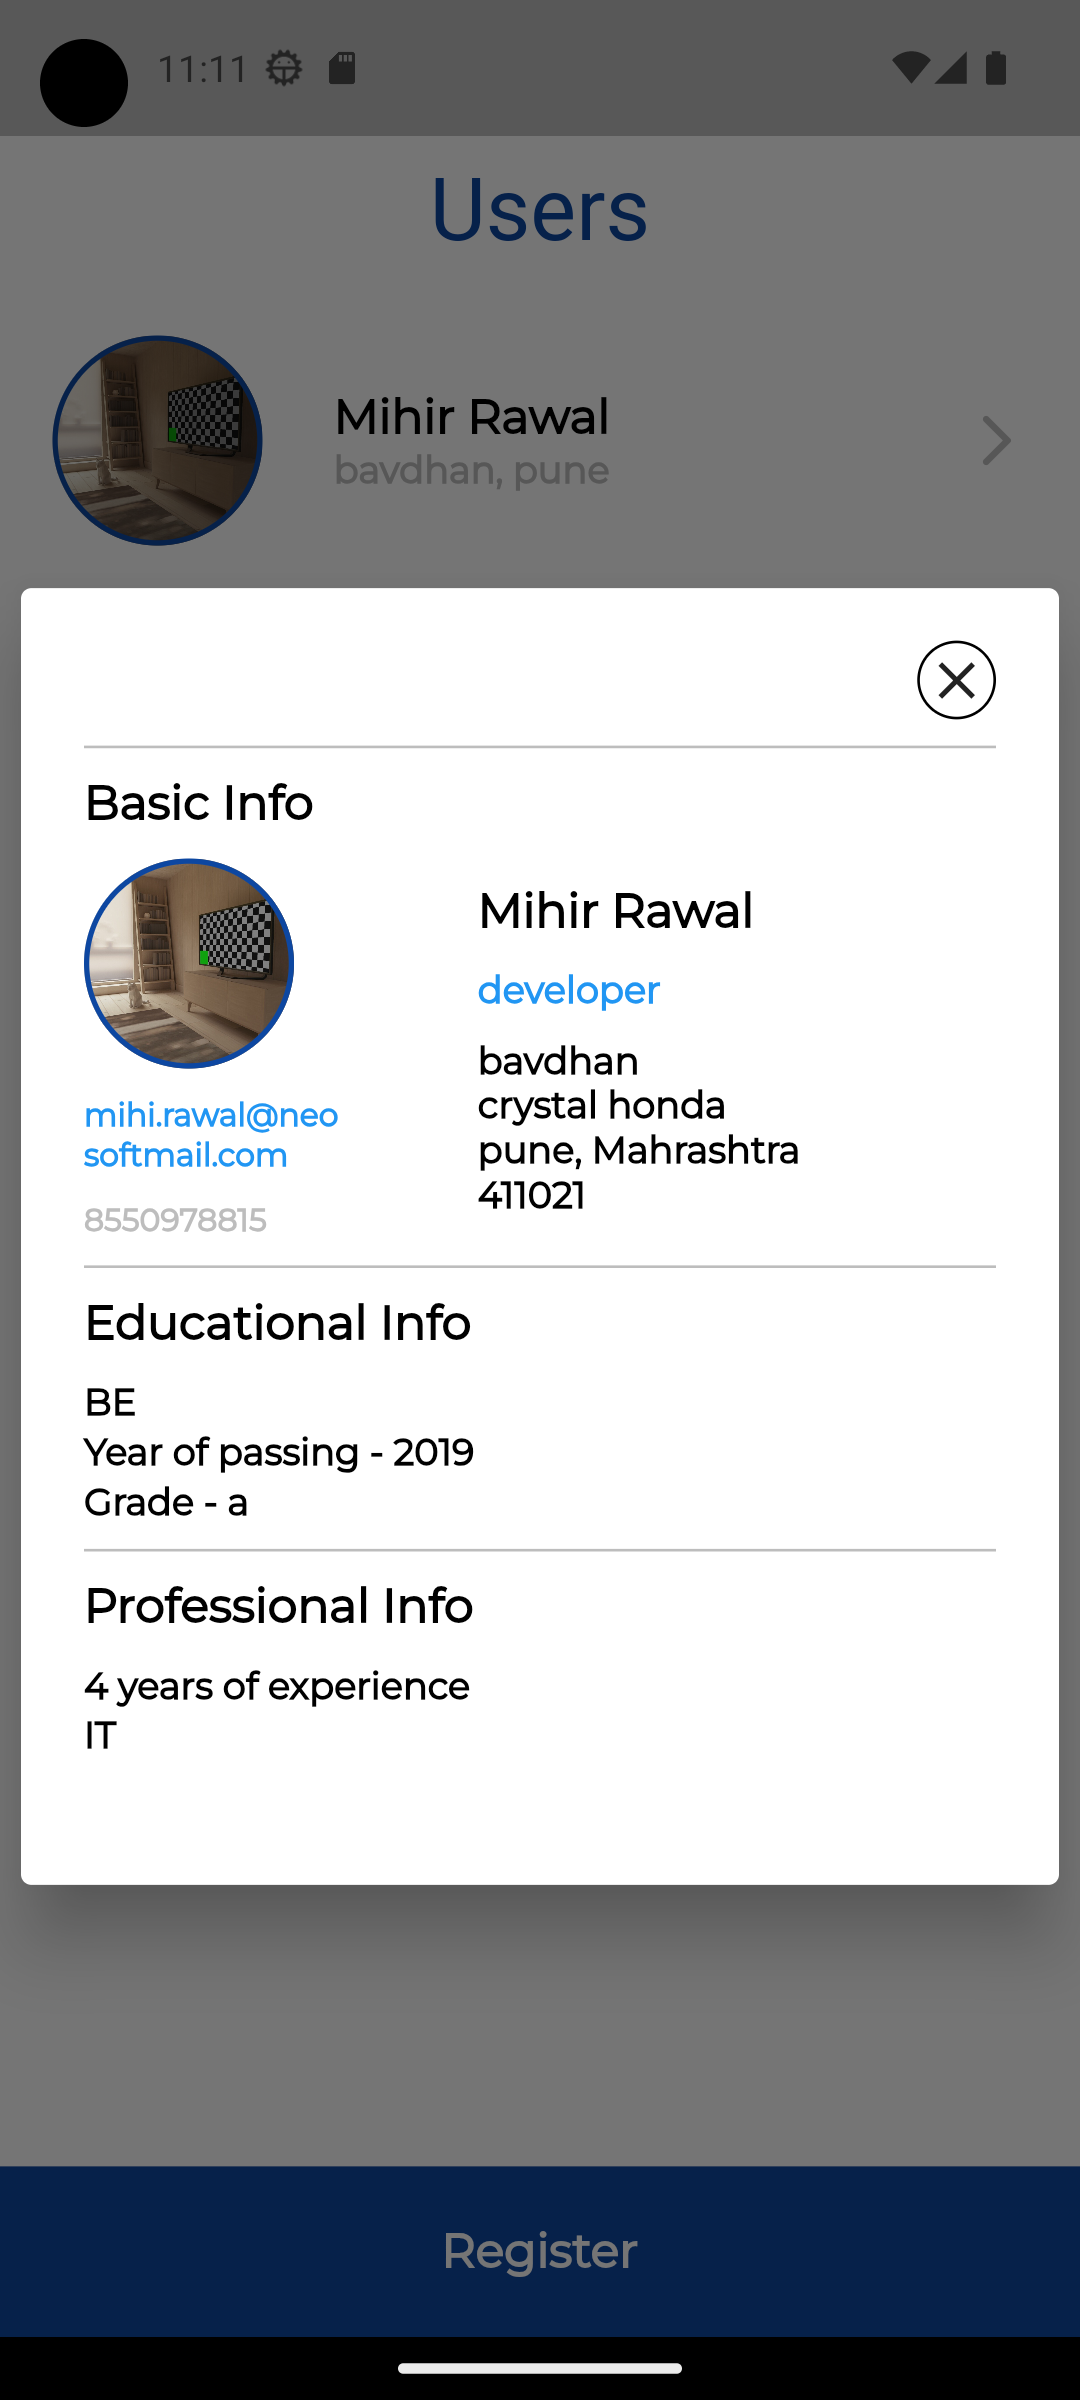 11:11
Users
Mihir Rawal
bavdhan, pune
Basic Info
Mihir Rawal
developer
bavdhan
crystal honda
pune, Mahrashtra
411021
mihi.rawal@neo
softmail.com
8550978815
Educational Info
BE
Year of passing - 2019
Grade - a
Professional Info
4 years of experience
IT
Register